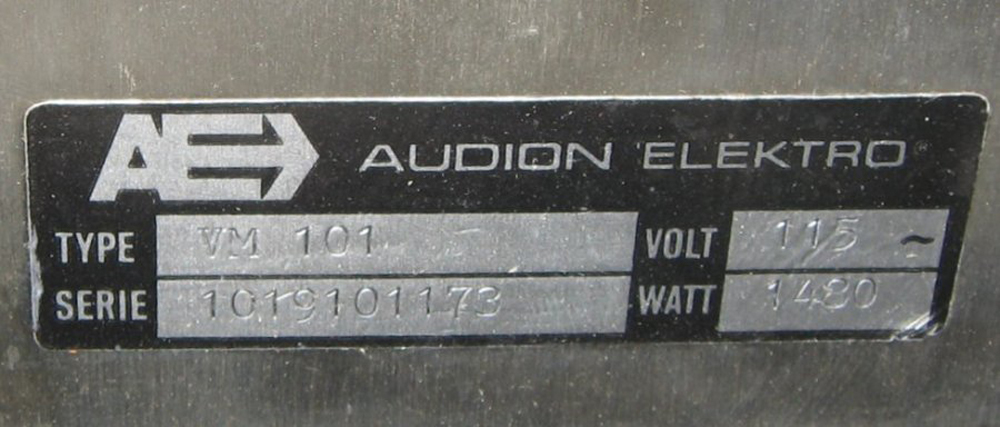 AE AUDION ELEKTRO
TYPE VM 101 VOLT 115 ~
SERIE 1019101173 WATT 1480